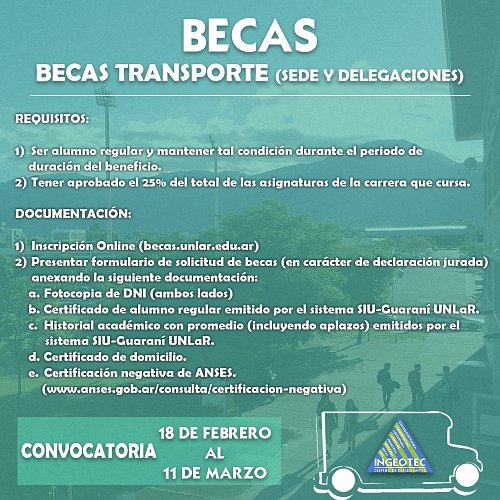 BECAS
BECAS TRANSPORTE (SEDE Y DELEGACIONES)
REQUISITOS:
1) Ser alumno regular y mantener tal condición durante el periodo de
duración del beneficio.
2) Tener aprobado el 25% del total de las asignaturas de la carrera que cursa.
DOCUMENTACIÓN:
1) Inscripción Online (becas.unlar.edu.ar)
2) Presentar formulario de solicitud de becas (en carácter de declaración jurada)
anexando la siguiente documentación:
a. Fotocopia de DNI (ambos lados)
b. Certificado de alumno regular emitido por el sistema SIU-Guaraní UNLaR.
c. Historial académico con promedio (incluyendo aplazos) emitidos por el
sistema SIU-Guaraní UNLaR.
d. Certificado de domicilio.
e. Certificación negativa de ANSES.
(www.anses.gob.ar/consulta/certificacion-negativa)
CONVOCATORIA
18 DE FEBRERO
AL
11 DE MARZO
INGEOTEC
CENTRO DE ESTUDIANTES